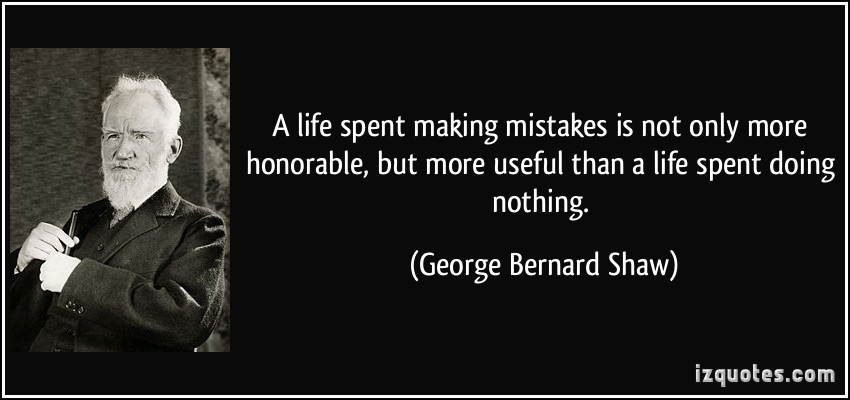 A life spent making mistakes is not only more
honorable, but more useful than a life spent doing
nothing.
(George Bernard Shaw)
izquotes.com